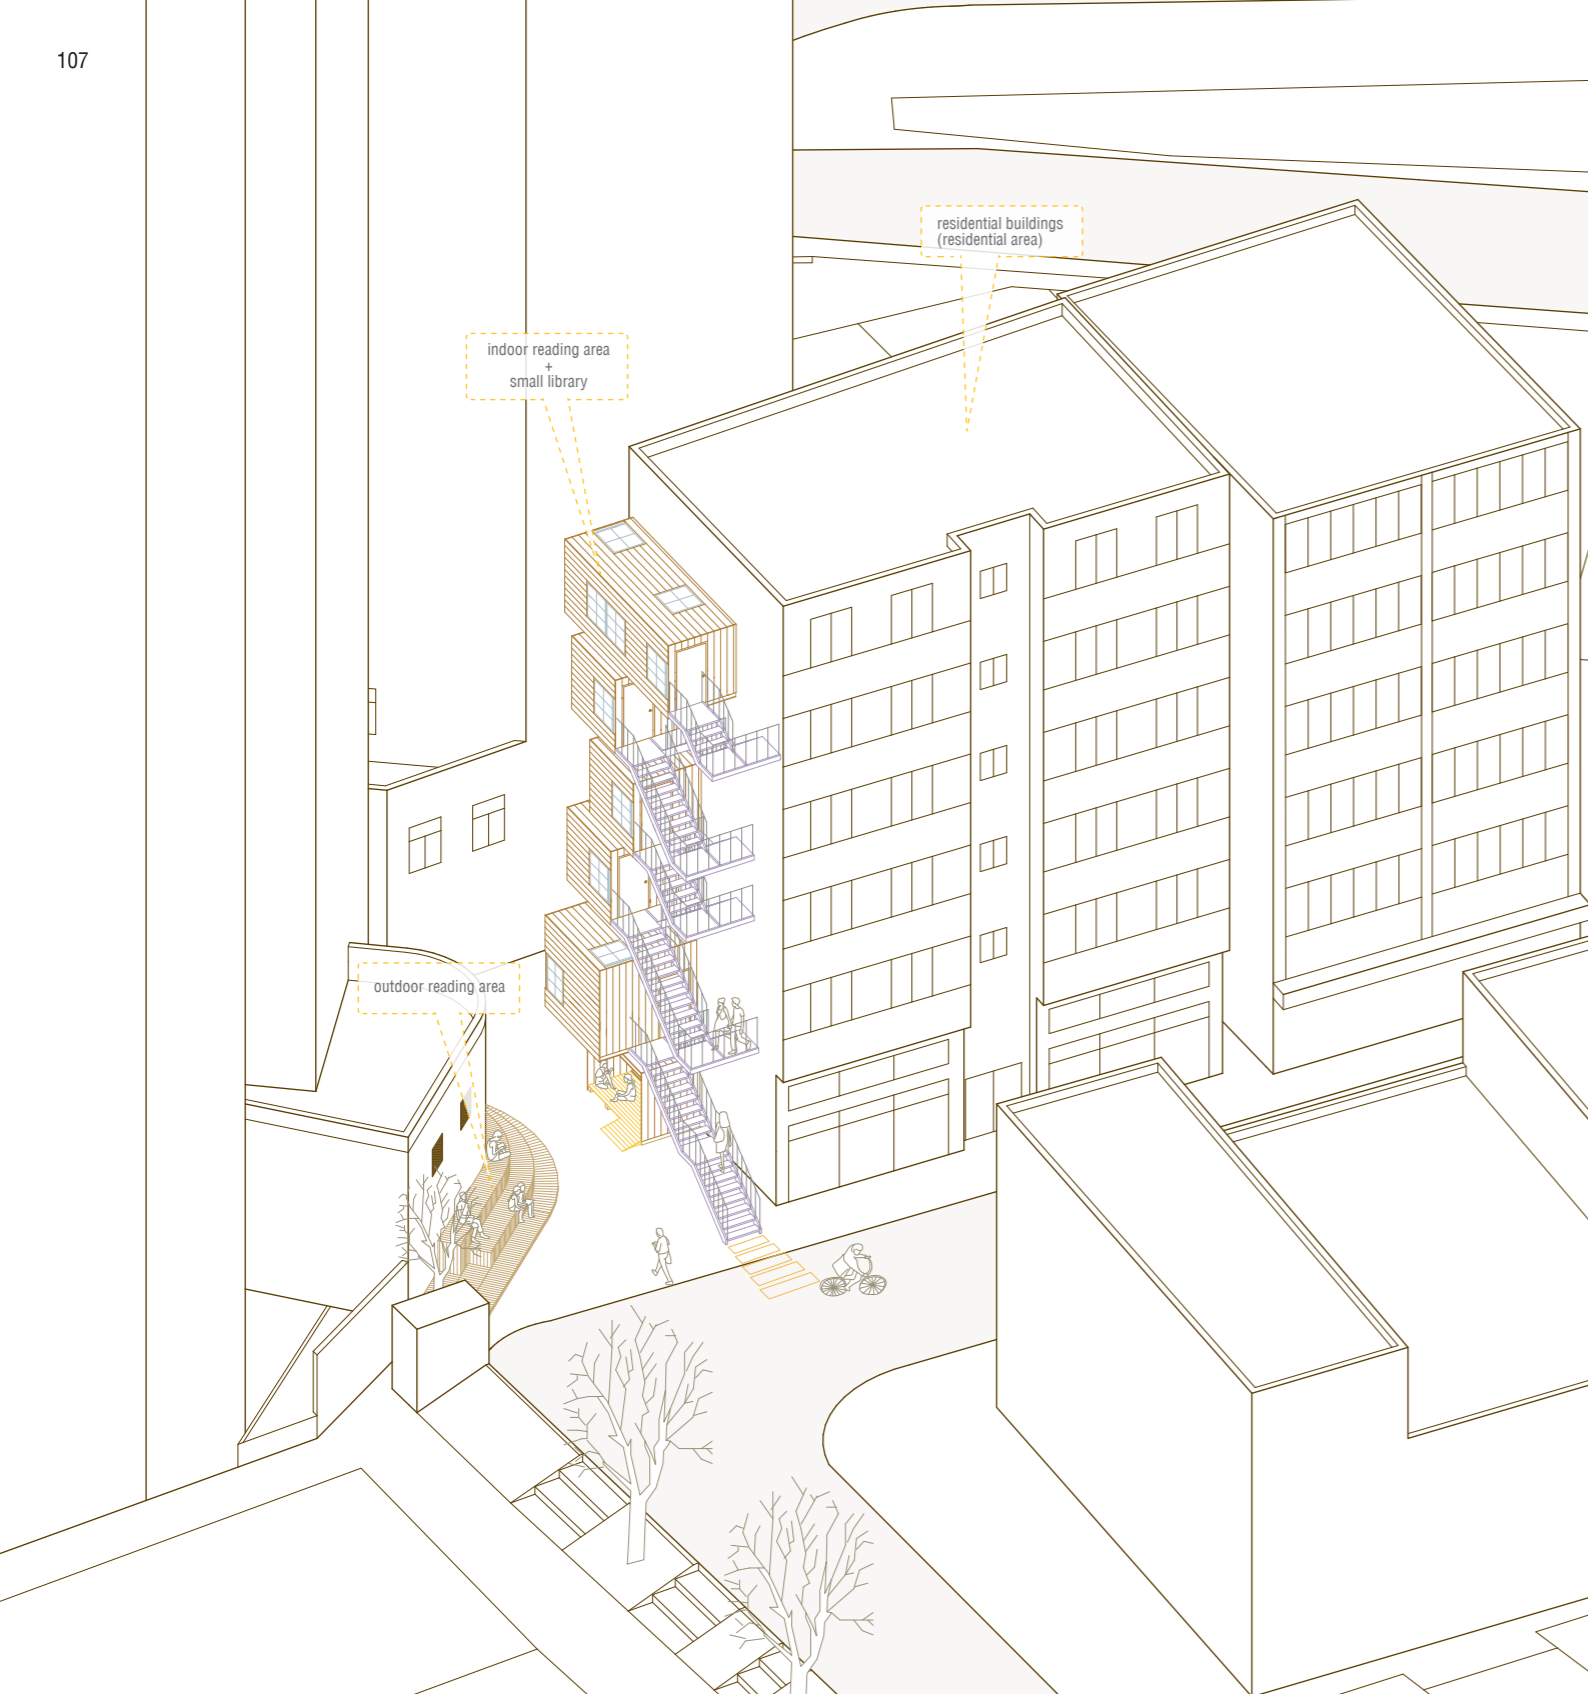 107
residential buildings
(residential area)
indoor reading area
+
small library
outdoor reading area